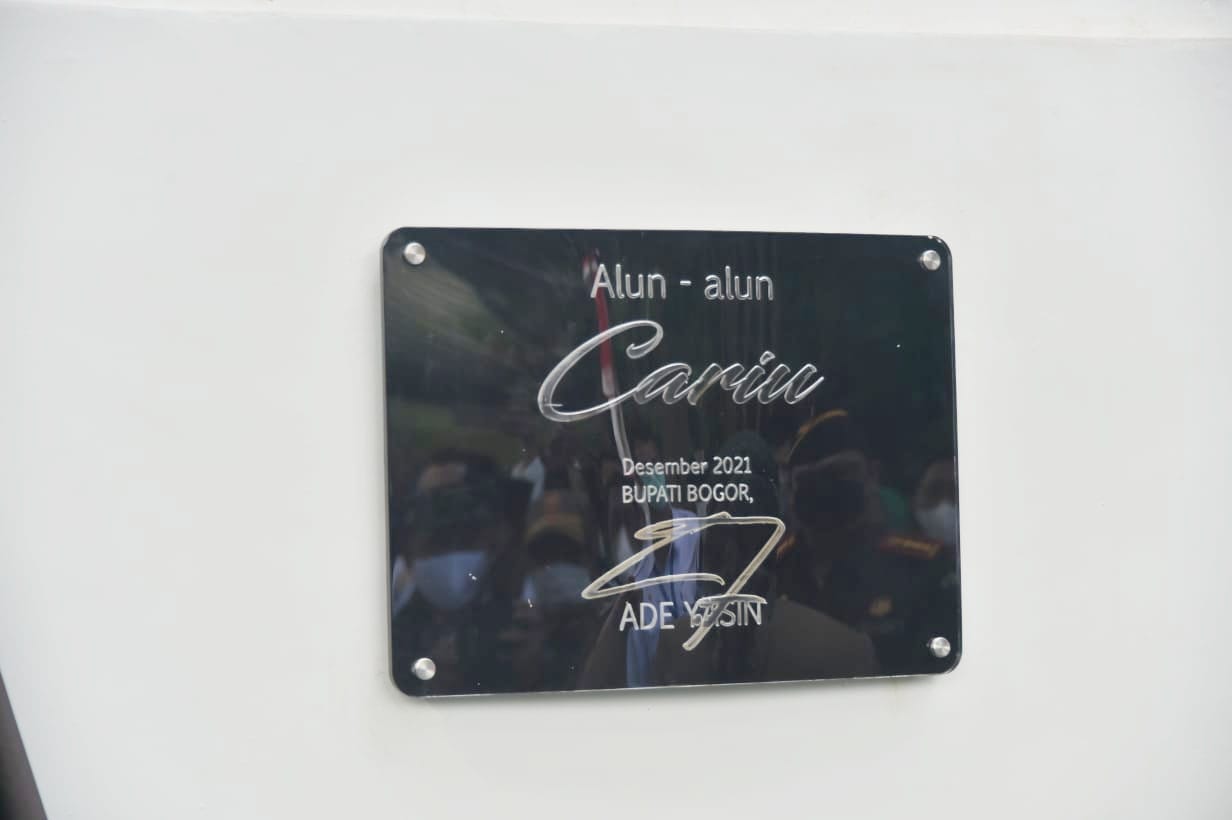 Alun - alun
Cariu
Desember 2021
BUPATI BOGOR,
ADE YASIN